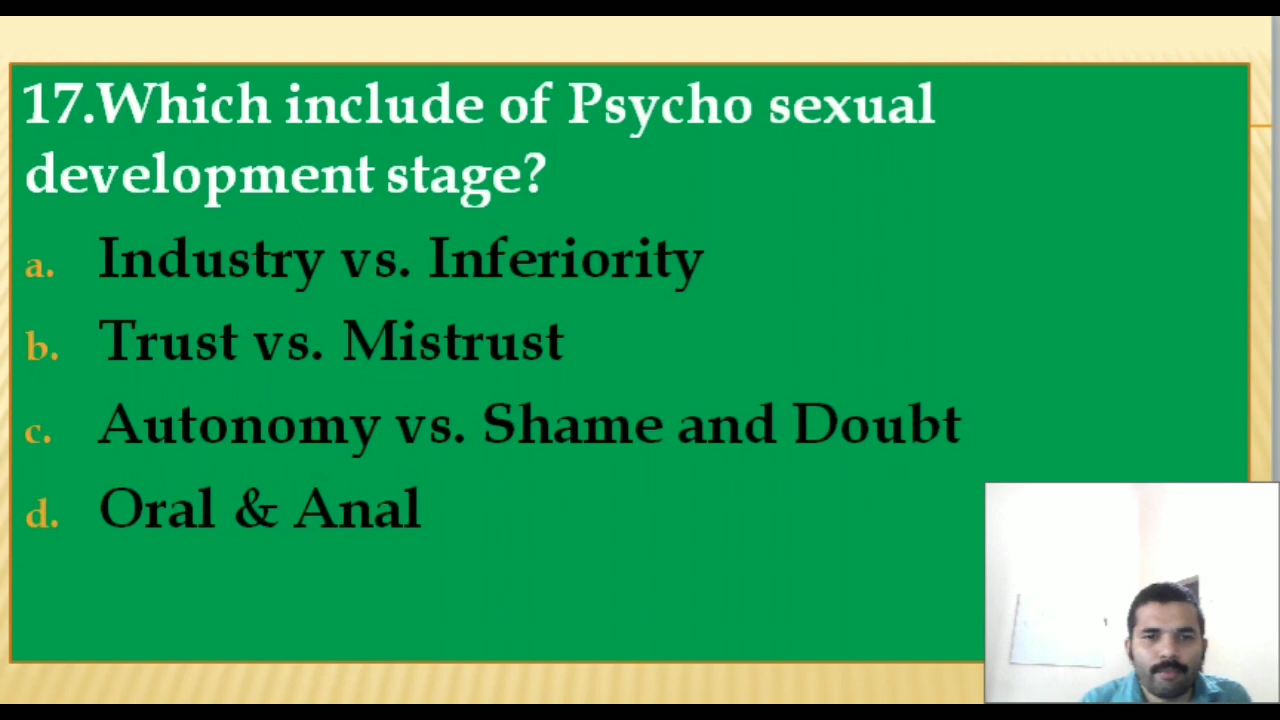 17.Which include of Psycho sexual
development stage?
a. Industry vs. Inferiority
b. Trust vs. Mistrust
c. Autonomy vs. Shame and Doubt
d. Oral & Anal